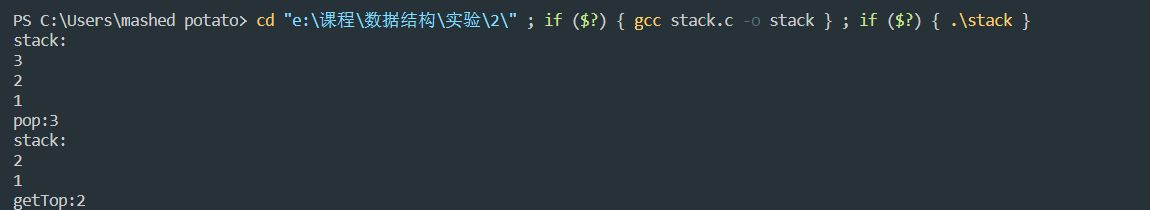 PS C:\Users\mashed potato> cd "e:\课程\数据结构\实验\2\" ; if ($?) { gcc stack.c -o stack } ; if ($?) { .\stack }
stack:
3
2
1
pop:3
stack:
2
1
getTop:2